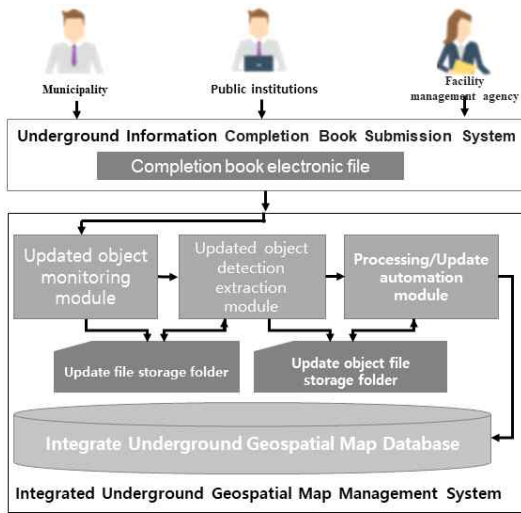 Municipality
Public institutions
Facility
management agency
Underground Information Completion Book Submission System
Completion book electronic file
Updated object
monitoring
module
Updated object
detection
extraction
module
Processing/Update
automation
module
Update file storage folder
Update object file
storage folder
Integrate Underground Geospatial Map Database
Integrated Underground Geospatial Map Management System